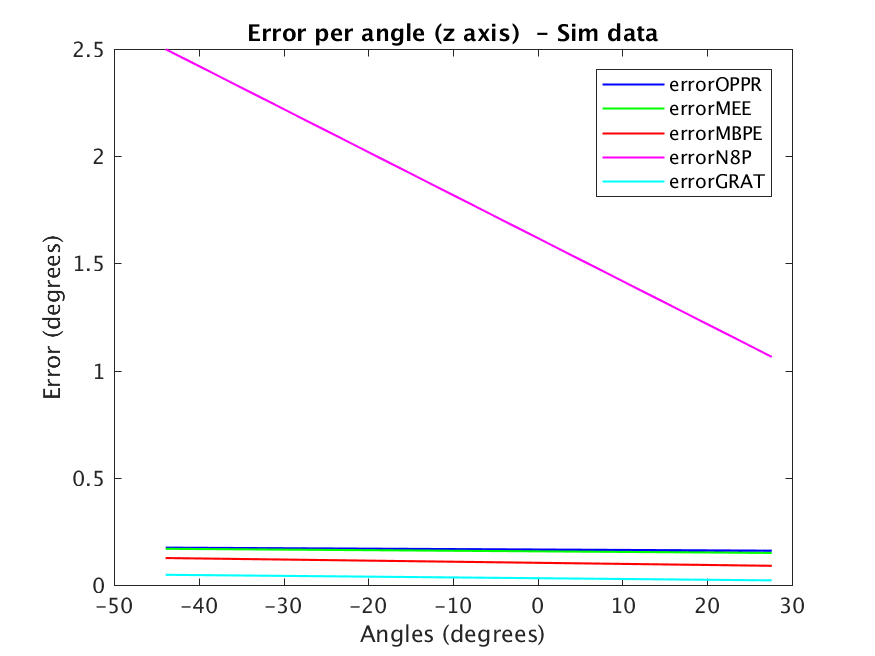 Error per angle (z axis) - Sim data
2.5
2
1.5
1
0.5
0
Error (degrees)
errorOPPR
errorMEE
errorMBPE
errorN8P
errorGRAT
-50 -40 -30 -20 -10 0 10 20 30
Angles (degrees)